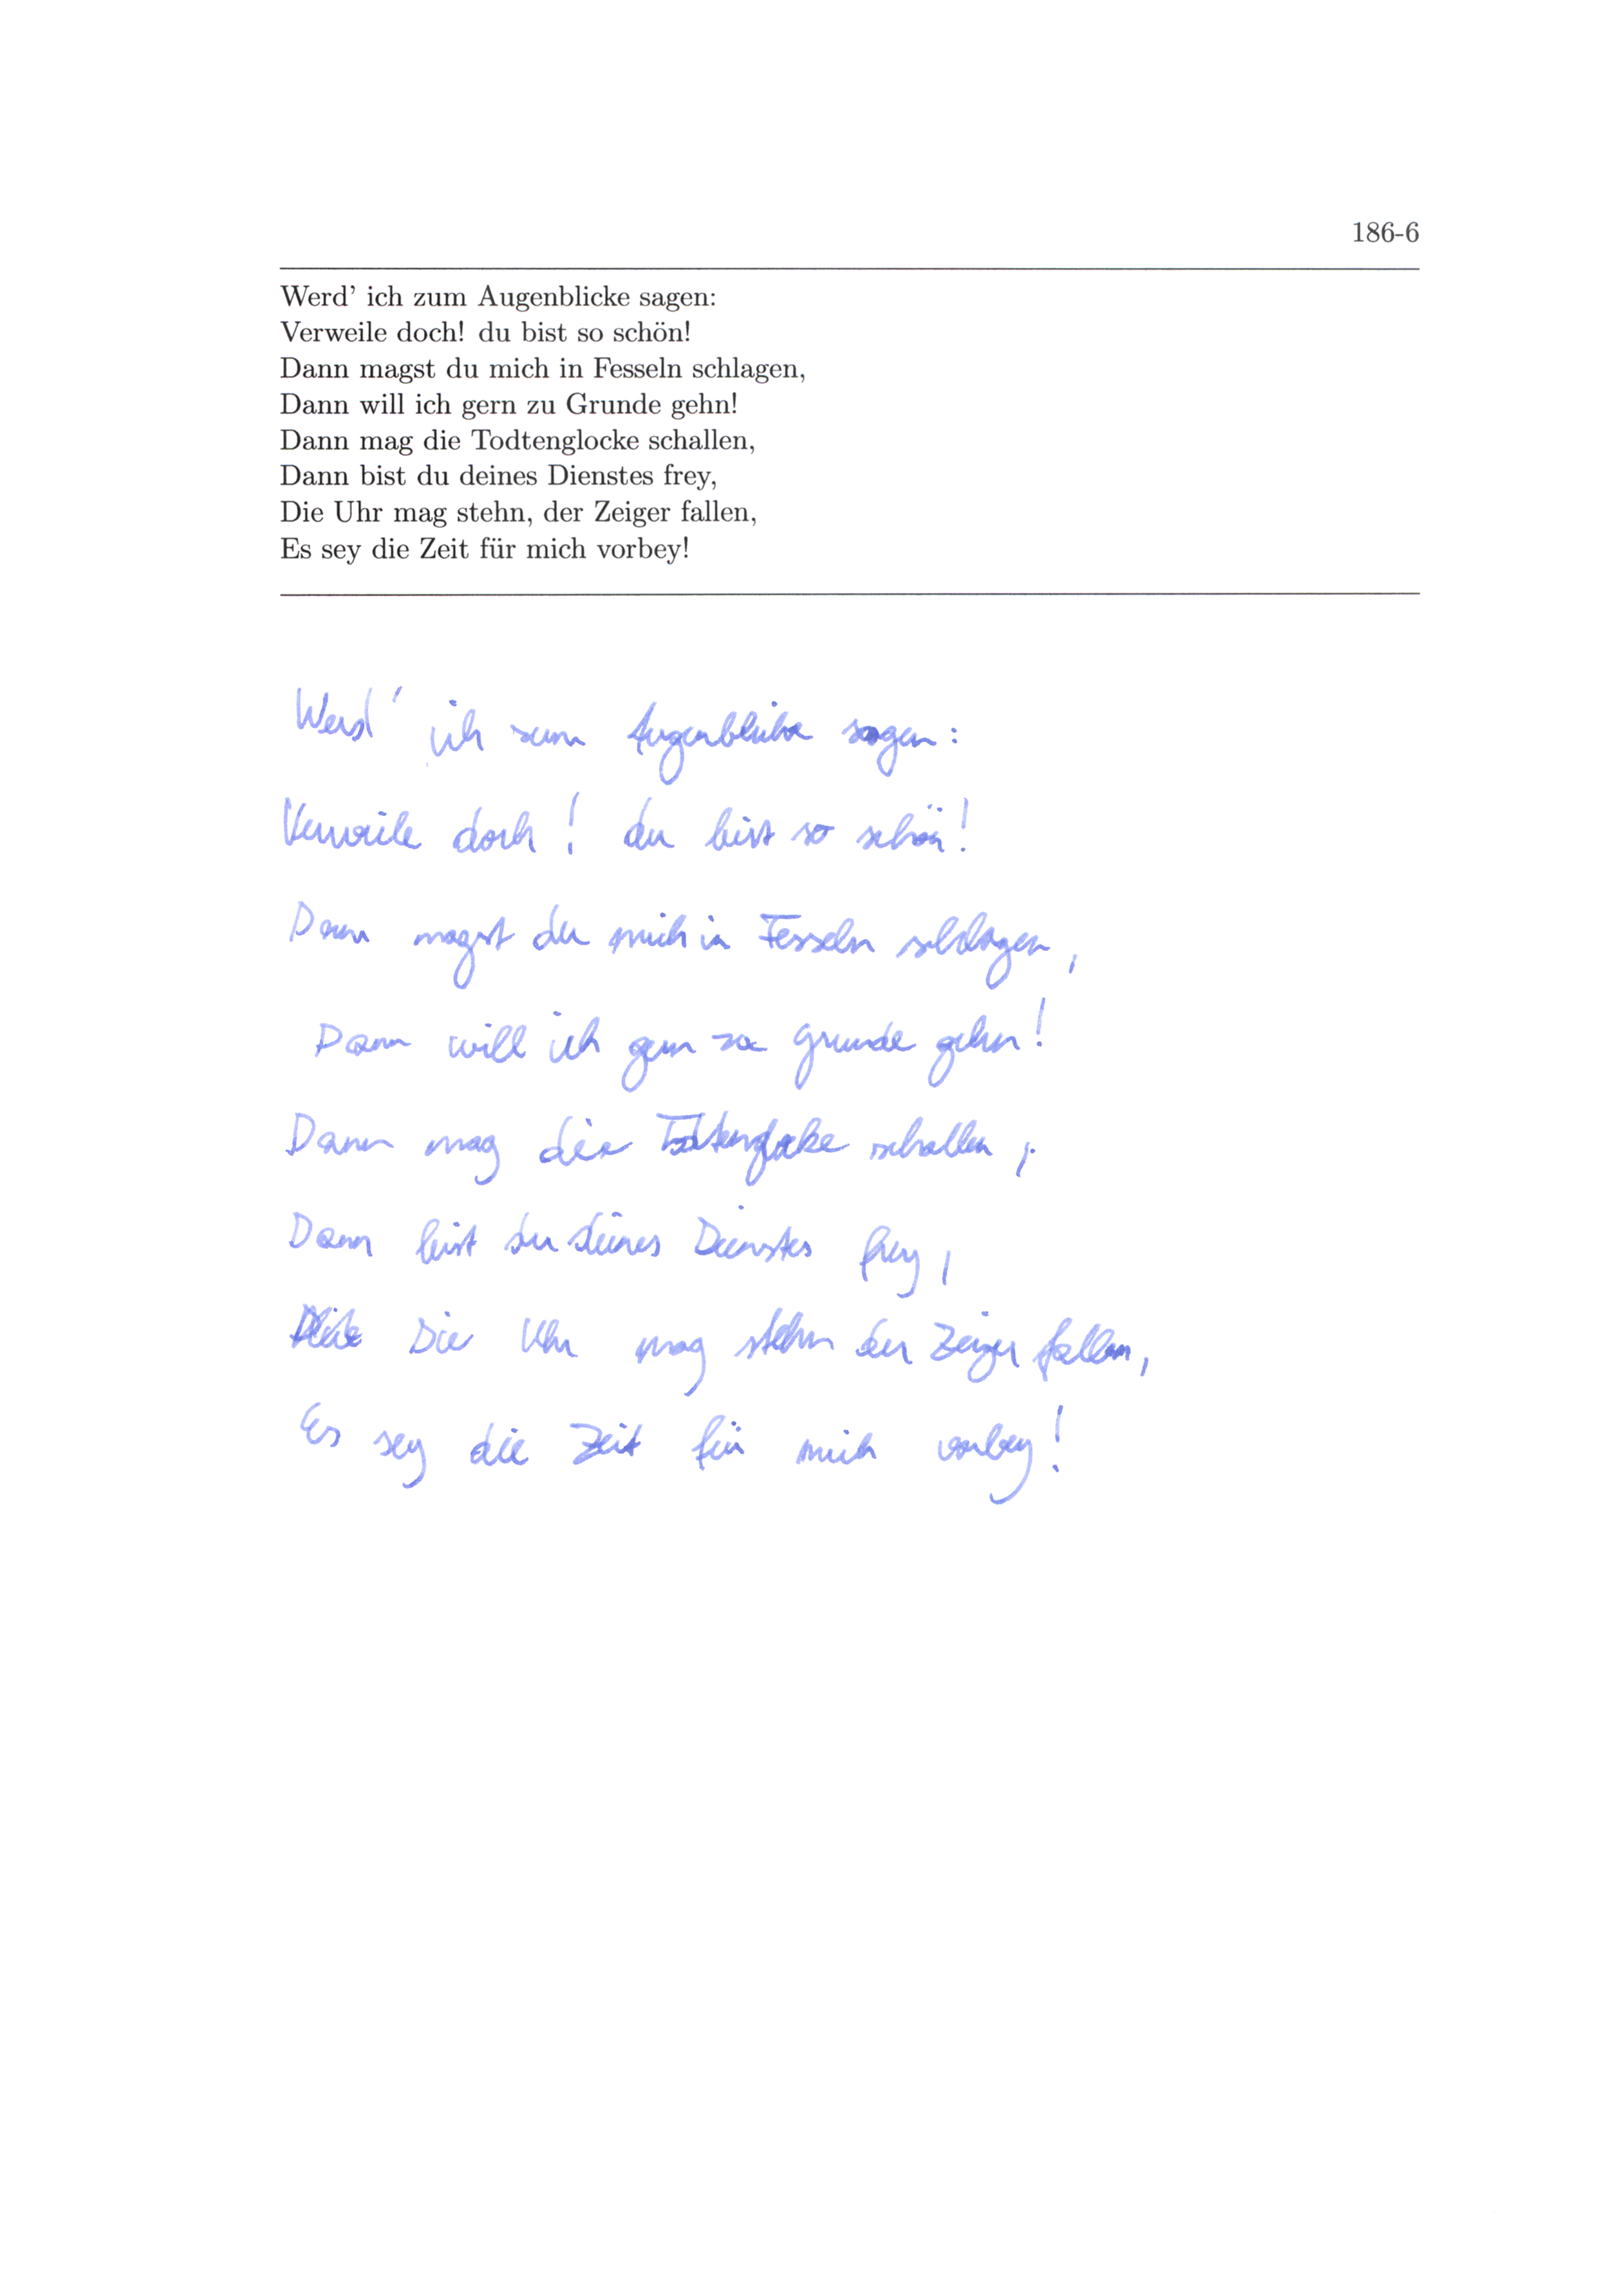 186-6
Werd' ich zum Augenblicke sagen:
Verweile doch! du bist so schön!
Dann magst du mich in Fesseln schlagen,
Dann will ich gern zu Grunde gehn!
Dann mag die Todtenglocke schallen,
Dann bist du deines Dienstes frey,
Die Uhr mag stehn, der Zeiger fallen,
Es sey die Zeit für mich vorbey!
Werd' ich zum Augenblicke sagen:
Verweile doch! du bist so schön!
Dann magst du mich in Fesseln schlagen,
Dann will ich gern zu Grunde gehn!
Dann mag die Todtenglocke schallen,
Dann bist du deines Dienstes frey,
Die Uhr mag stehn der Zeiger fallen,
Es sey die Zeit für mich vorbey!